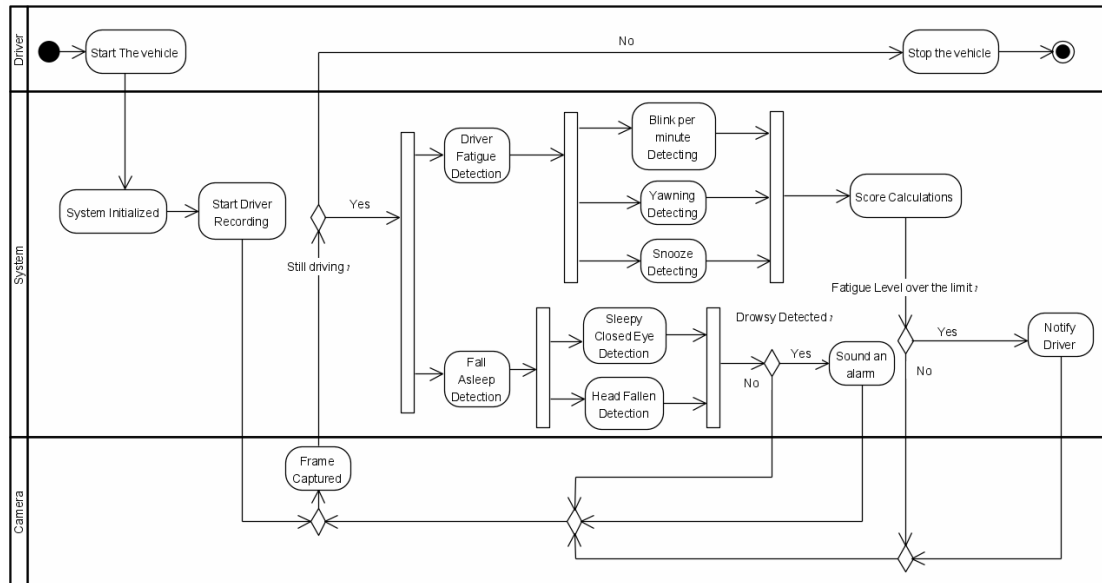 Driver
Start The vehicle
No
Stop the vehicle
System
System Initialized
Start Driver
Recording
Still driving ?
Yes
Driver
Fatigue
Detection
Blink per
minute
Detecting
Yawning
Detecting
Snooze
Detecting
Score Calculations
Fatigue Level over the limit ?
Yes
No
Notify
Driver
Fall
Asleep
Detection
Sleepy
Closed Eye
Detection
Head Fallen
Detection
Drowsy Detected ?
Yes
No
Sound an
alarm
Camera
Frame
Captured